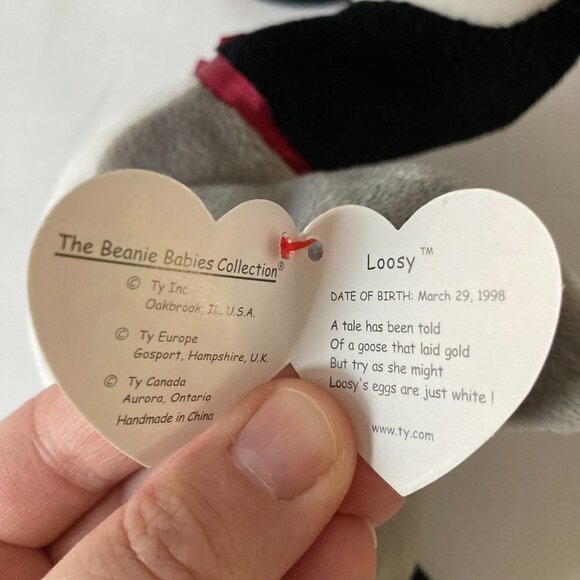 The Beanie Babies Collection®
© Ty Inc.
Oakbrook, IL. U.S.A.
© Ty Europe
Gosport, Hampshire, U.K.
© Ty Canada
Aurora, Ontario
Handmade in China
Loosy ™
DATE OF BIRTH: March 29, 1998
A tale has been told
Of a goose that laid gold
But try as she might
Loosy's eggs are just white !
www.ty.com